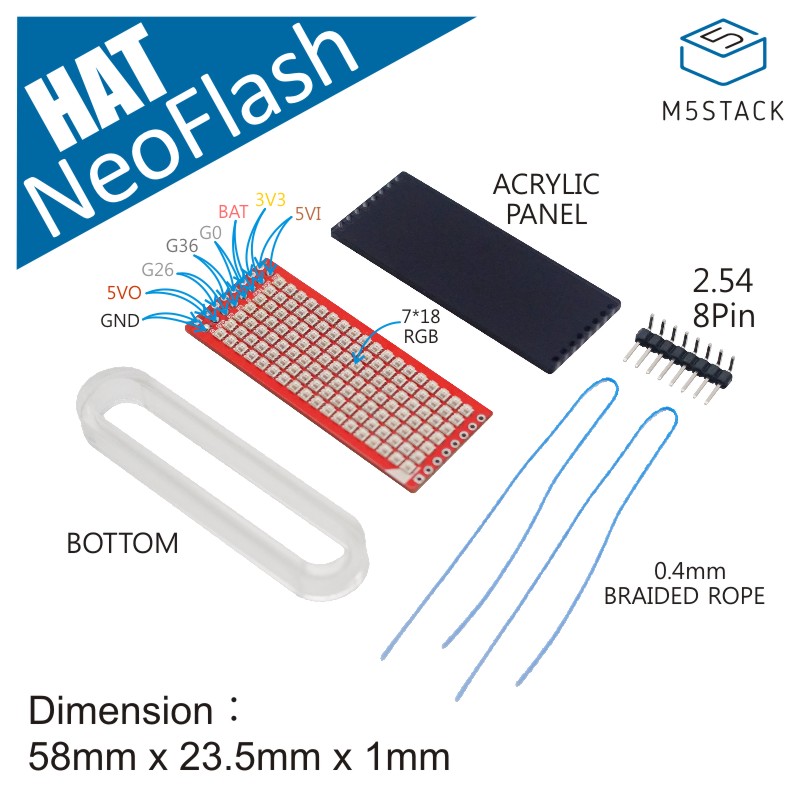 HAT
NeoFlash
5
M5STACK
ACRYLIC
PANEL
3V3
BAT
5VI
G0
G36
G26
5VO
GND
7*18
RGB
2.54
8Pin
BOTTOM
0.4mm
BRAIDED ROPE
Dimension：
58mm x 23.5mm x 1mm